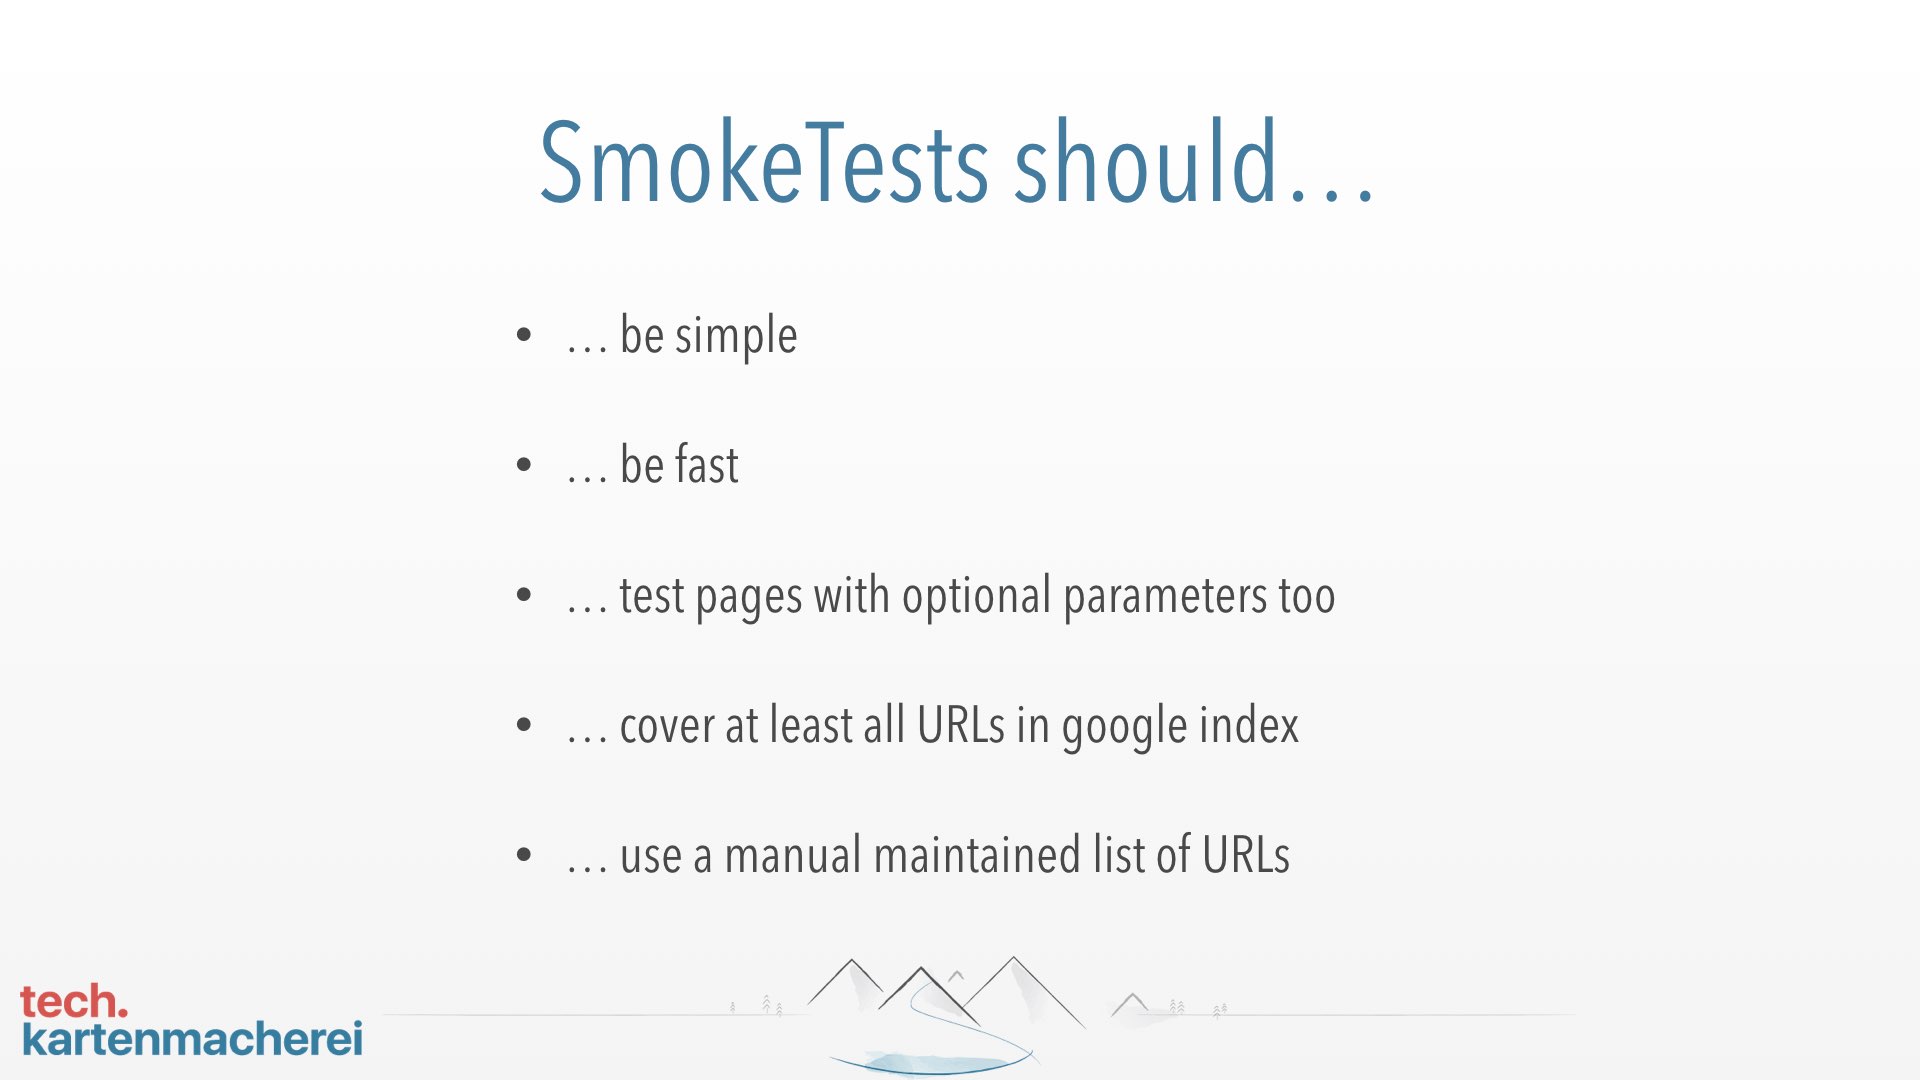 SmokeTests should…
• … be simple
• … be fast
• … test pages with optional parameters too
• … cover at least all URLs in google index
• … use a manual maintained list of URLs
tech.
kartenmacherei